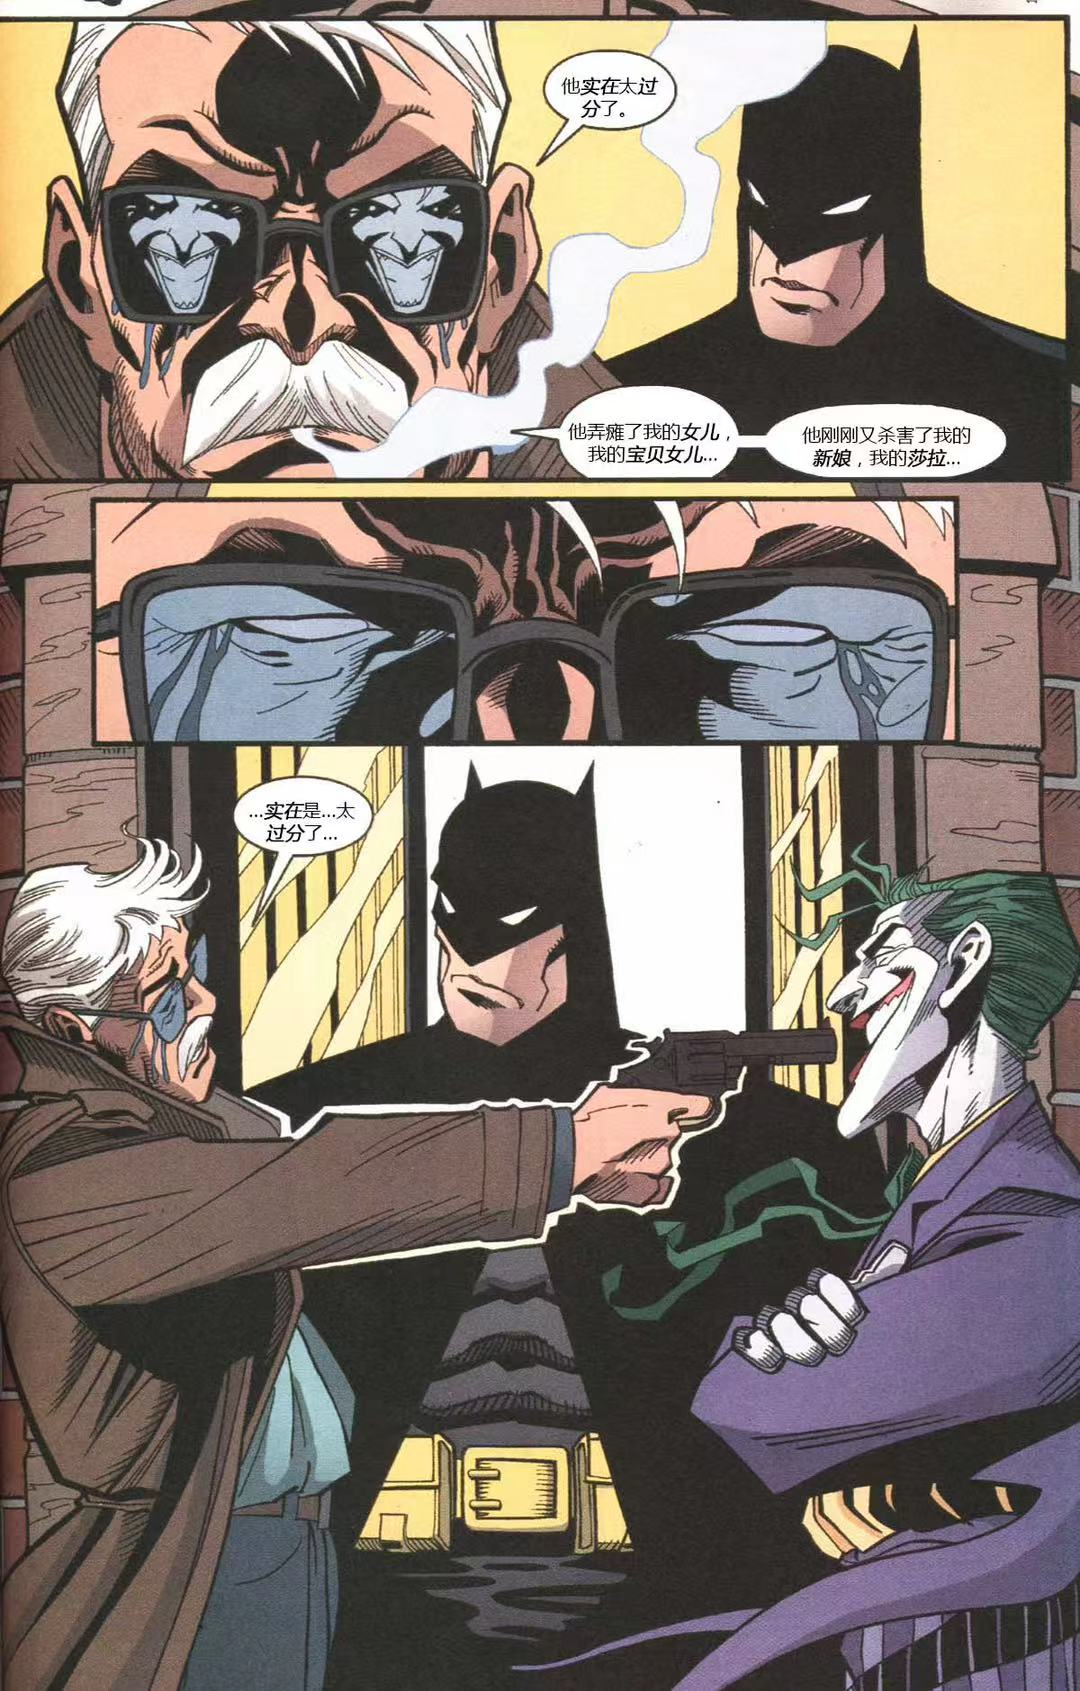 他实在太过
分了。
他弄瘫了我的女儿，
我的宝贝女儿...
他刚刚又杀害了我的
新娘，我的莎拉...
...实在是...太
过分了...